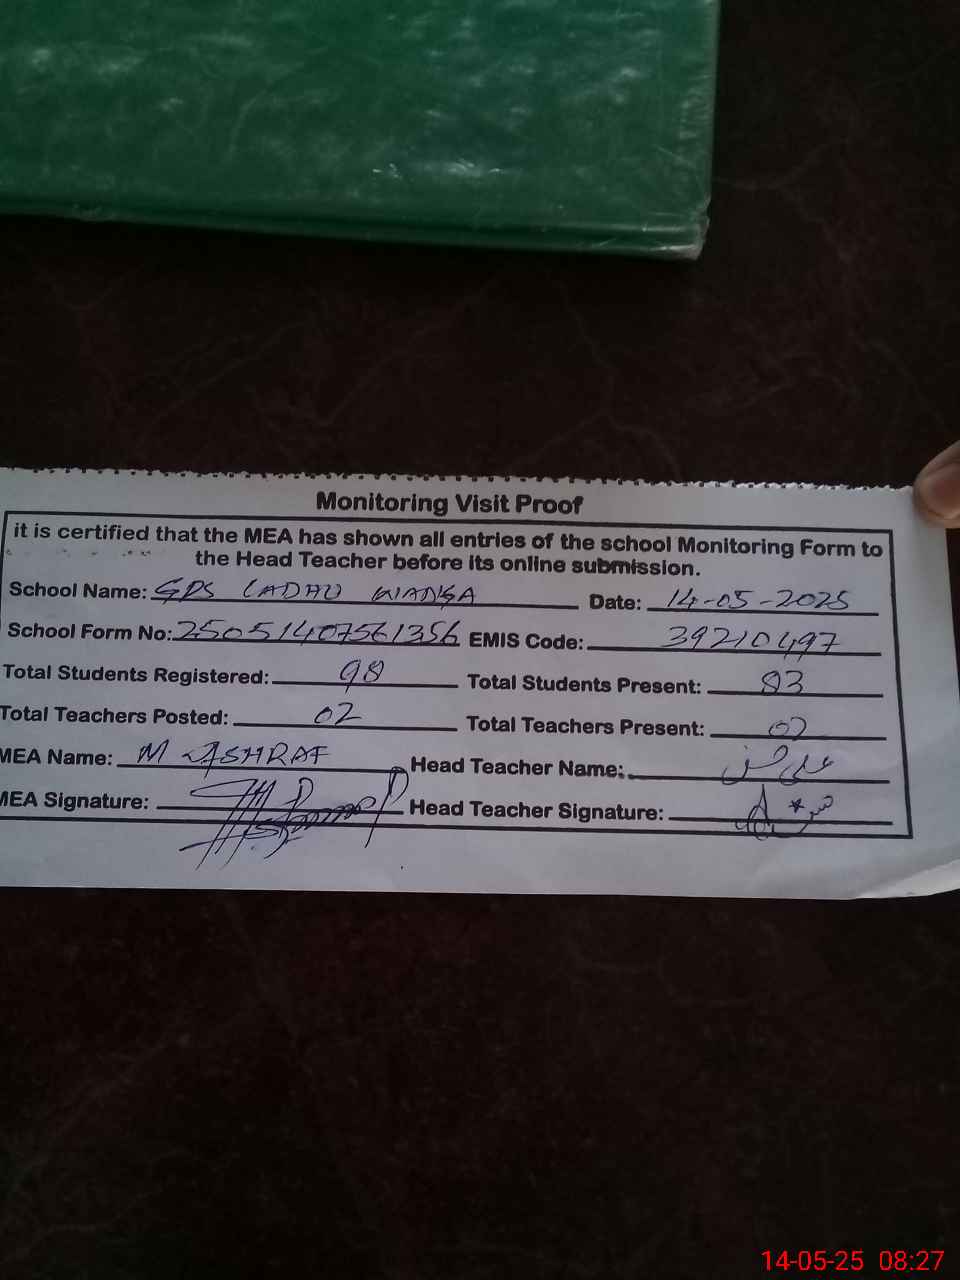 Monitoring Visit Proof
it is certified that the MEA has shown all entries of the school Monitoring Form to
the Head Teacher before its online submission.
School Name: GPS LADHU WANGA Date: 14-05-2025
School Form No: 25051407561356 EMIS Code: 39210497
Total Students Registered: 98 Total Students Present: 83
Total Teachers Posted: 02 Total Teachers Present: 02
MEA Name: M ASHRAF Head Teacher Name: علی
MEA Signature: Head Teacher Signature:
14-05-25 08:27